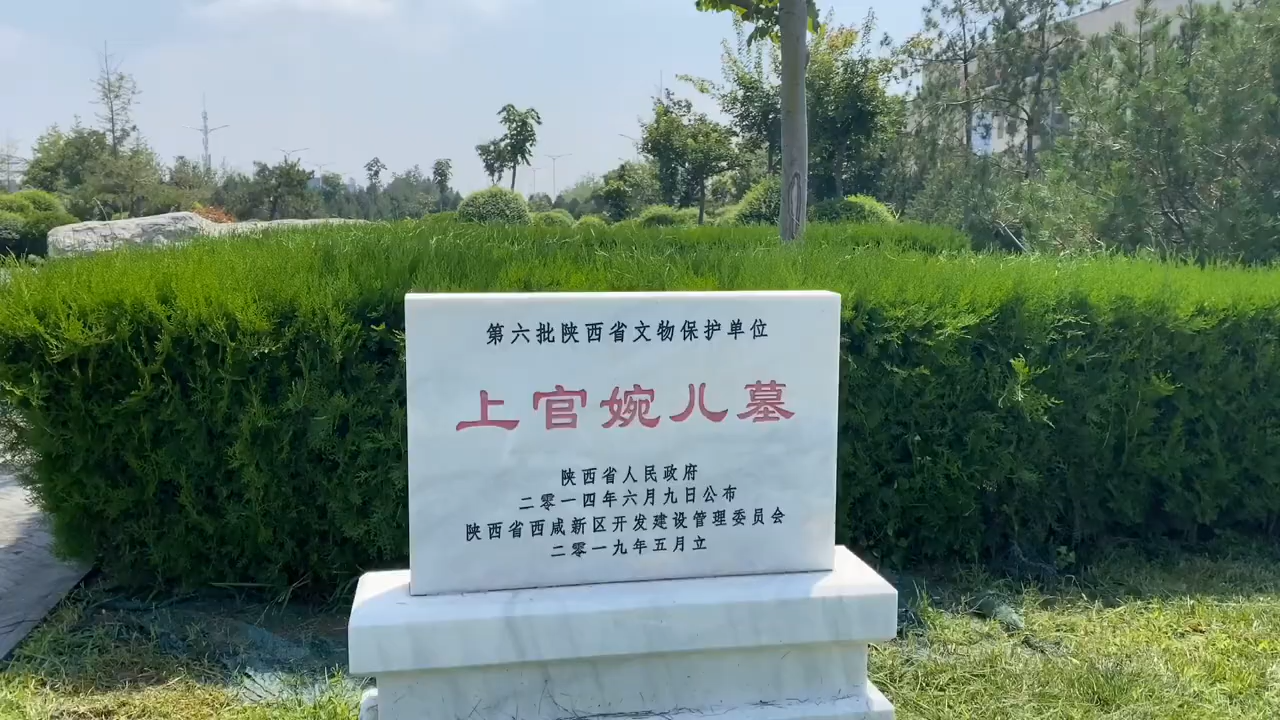 第六批陕西省文物保护单位
上官婉儿墓
陕西省人民政府
二零一四年六月九日公布
陕西省西咸新区开发建设管理委员会
二零一九年五月立